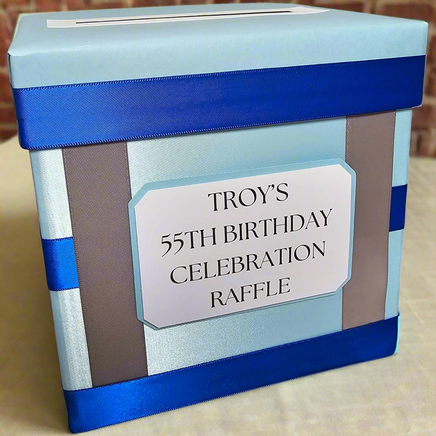 TROY'S
55TH BIRTHDAY
CELEBRATION
RAFFLE